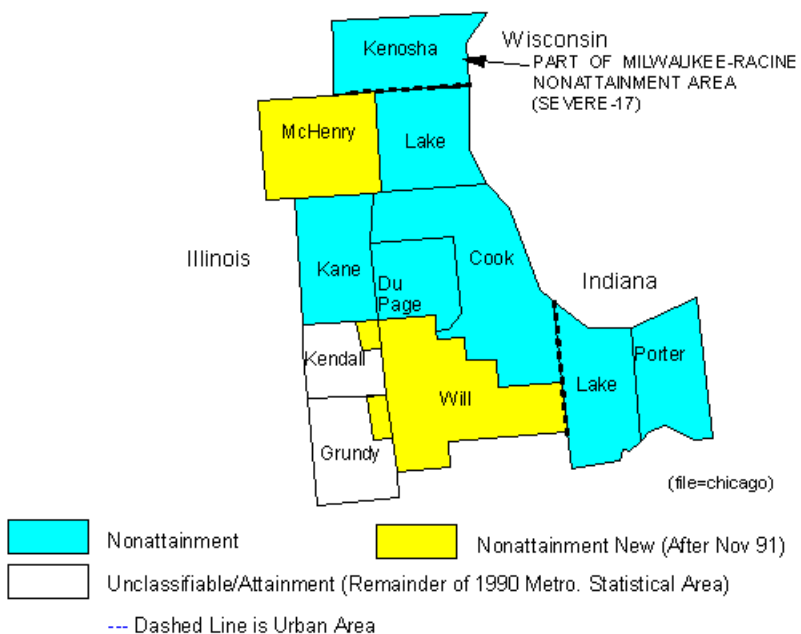 Kenosha
Wisconsin
PART OF MILWAUKEE-RACINE
NONATTAINMENT AREA
(SEVERE-17)
McHenry
Lake
Illinois
Kane
Du
Page
Cook
Indiana
Kendall
Will
Lake
Porter
Grundy
(file=chicago)
Nonattainment
Nonattainment New (After Nov 91)
Unclassifiable/Attainment (Remainder of 1990 Metro. Statistical Area)
--- Dashed Line is Urban Area